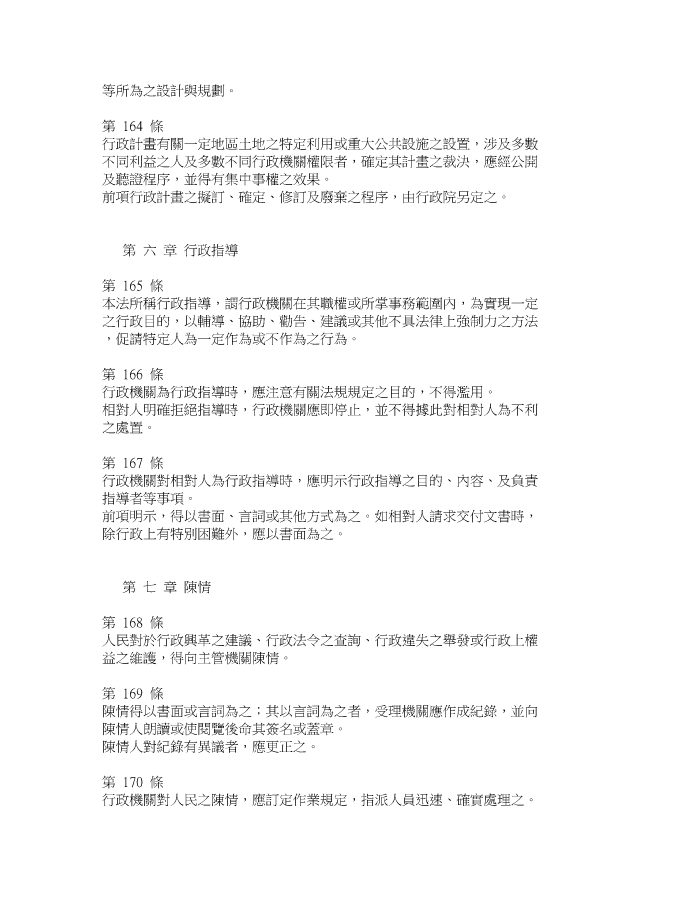 等所為之設計與規劃。
第 164 條
行政計畫有關一定地區土地之特定利用或重大公共設施之設置，涉及多數
不同利益之人及多數不同行政機關權限者，確定其計畫之裁決，應經公開
及聽證程序，並得有集中事權之效果。
前項行政計畫之擬訂、確定、修訂及廢棄之程序，由行政院另定之。
第 六 章 行政指導
第 165 條
本法所稱行政指導，謂行政機關在其職權或所掌事務範圍內，為實現一定
之行政目的，以輔導、協助、勸告、建議或其他不具法律上強制力之方法
，促請特定人為一定作為或不作為之行為。
第 166 條
行政機關為行政指導時，應注意有關法規規定之目的，不得濫用。
相對人明確拒絕指導時，行政機關應即停止，並不得據此對相對人為不利
之處置。
第 167 條
行政機關對相對人為行政指導時，應明示行政指導之目的、內容、及負責
指導者等事項。
前項明示，得以書面、言詞或其他方式為之。如相對人請求交付文書時，
除行政上有特別困難外，應以書面為之。
第 七 章 陳情
第 168 條
人民對於行政興革之建議、行政法令之查詢、行政違失之舉發或行政上權
益之維護，得向主管機關陳情。
第 169 條
陳情得以書面或言詞為之；其以言詞為之者，受理機關應作成紀錄，並向
陳情人朗讀或使閱覽後命其簽名或蓋章。
陳情人對紀錄有異議者，應更正之。
第 170 條
行政機關對人民之陳情，應訂定作業規定，指派人員迅速、確實處理之。